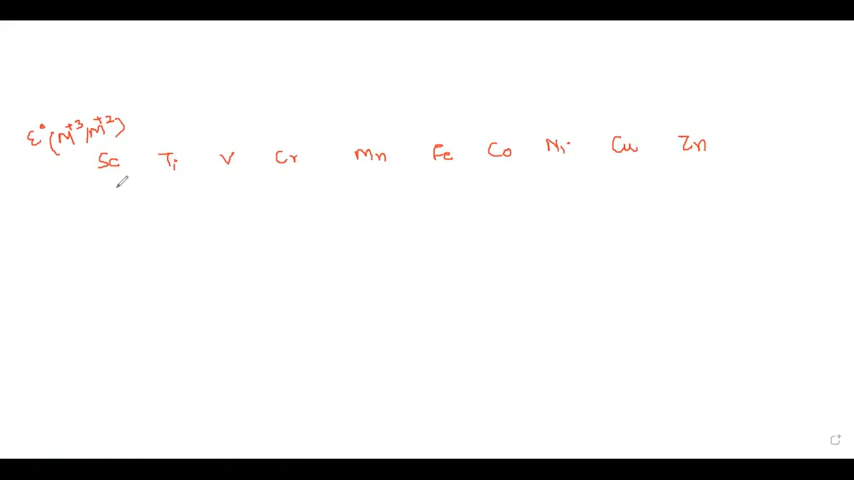 ε° (M⁺³/M⁺²)
Sc Ti V Cr Mn Fe Co Ni Cu Zn